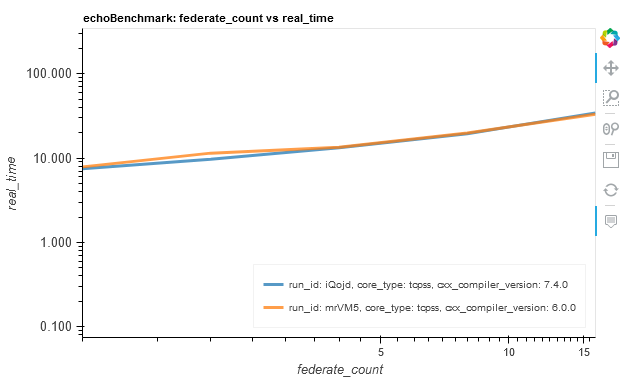 echoBenchmark: federate_count vs real_time
100.000
10.000
1.000
0.100
real_time
run_id: iQojd, core_type: tcpss, cxx_compiler_version: 7.4.0
run_id: mrVM5, core_type: tcpss, cxx_compiler_version: 6.0.0
5
10
15
federate_count